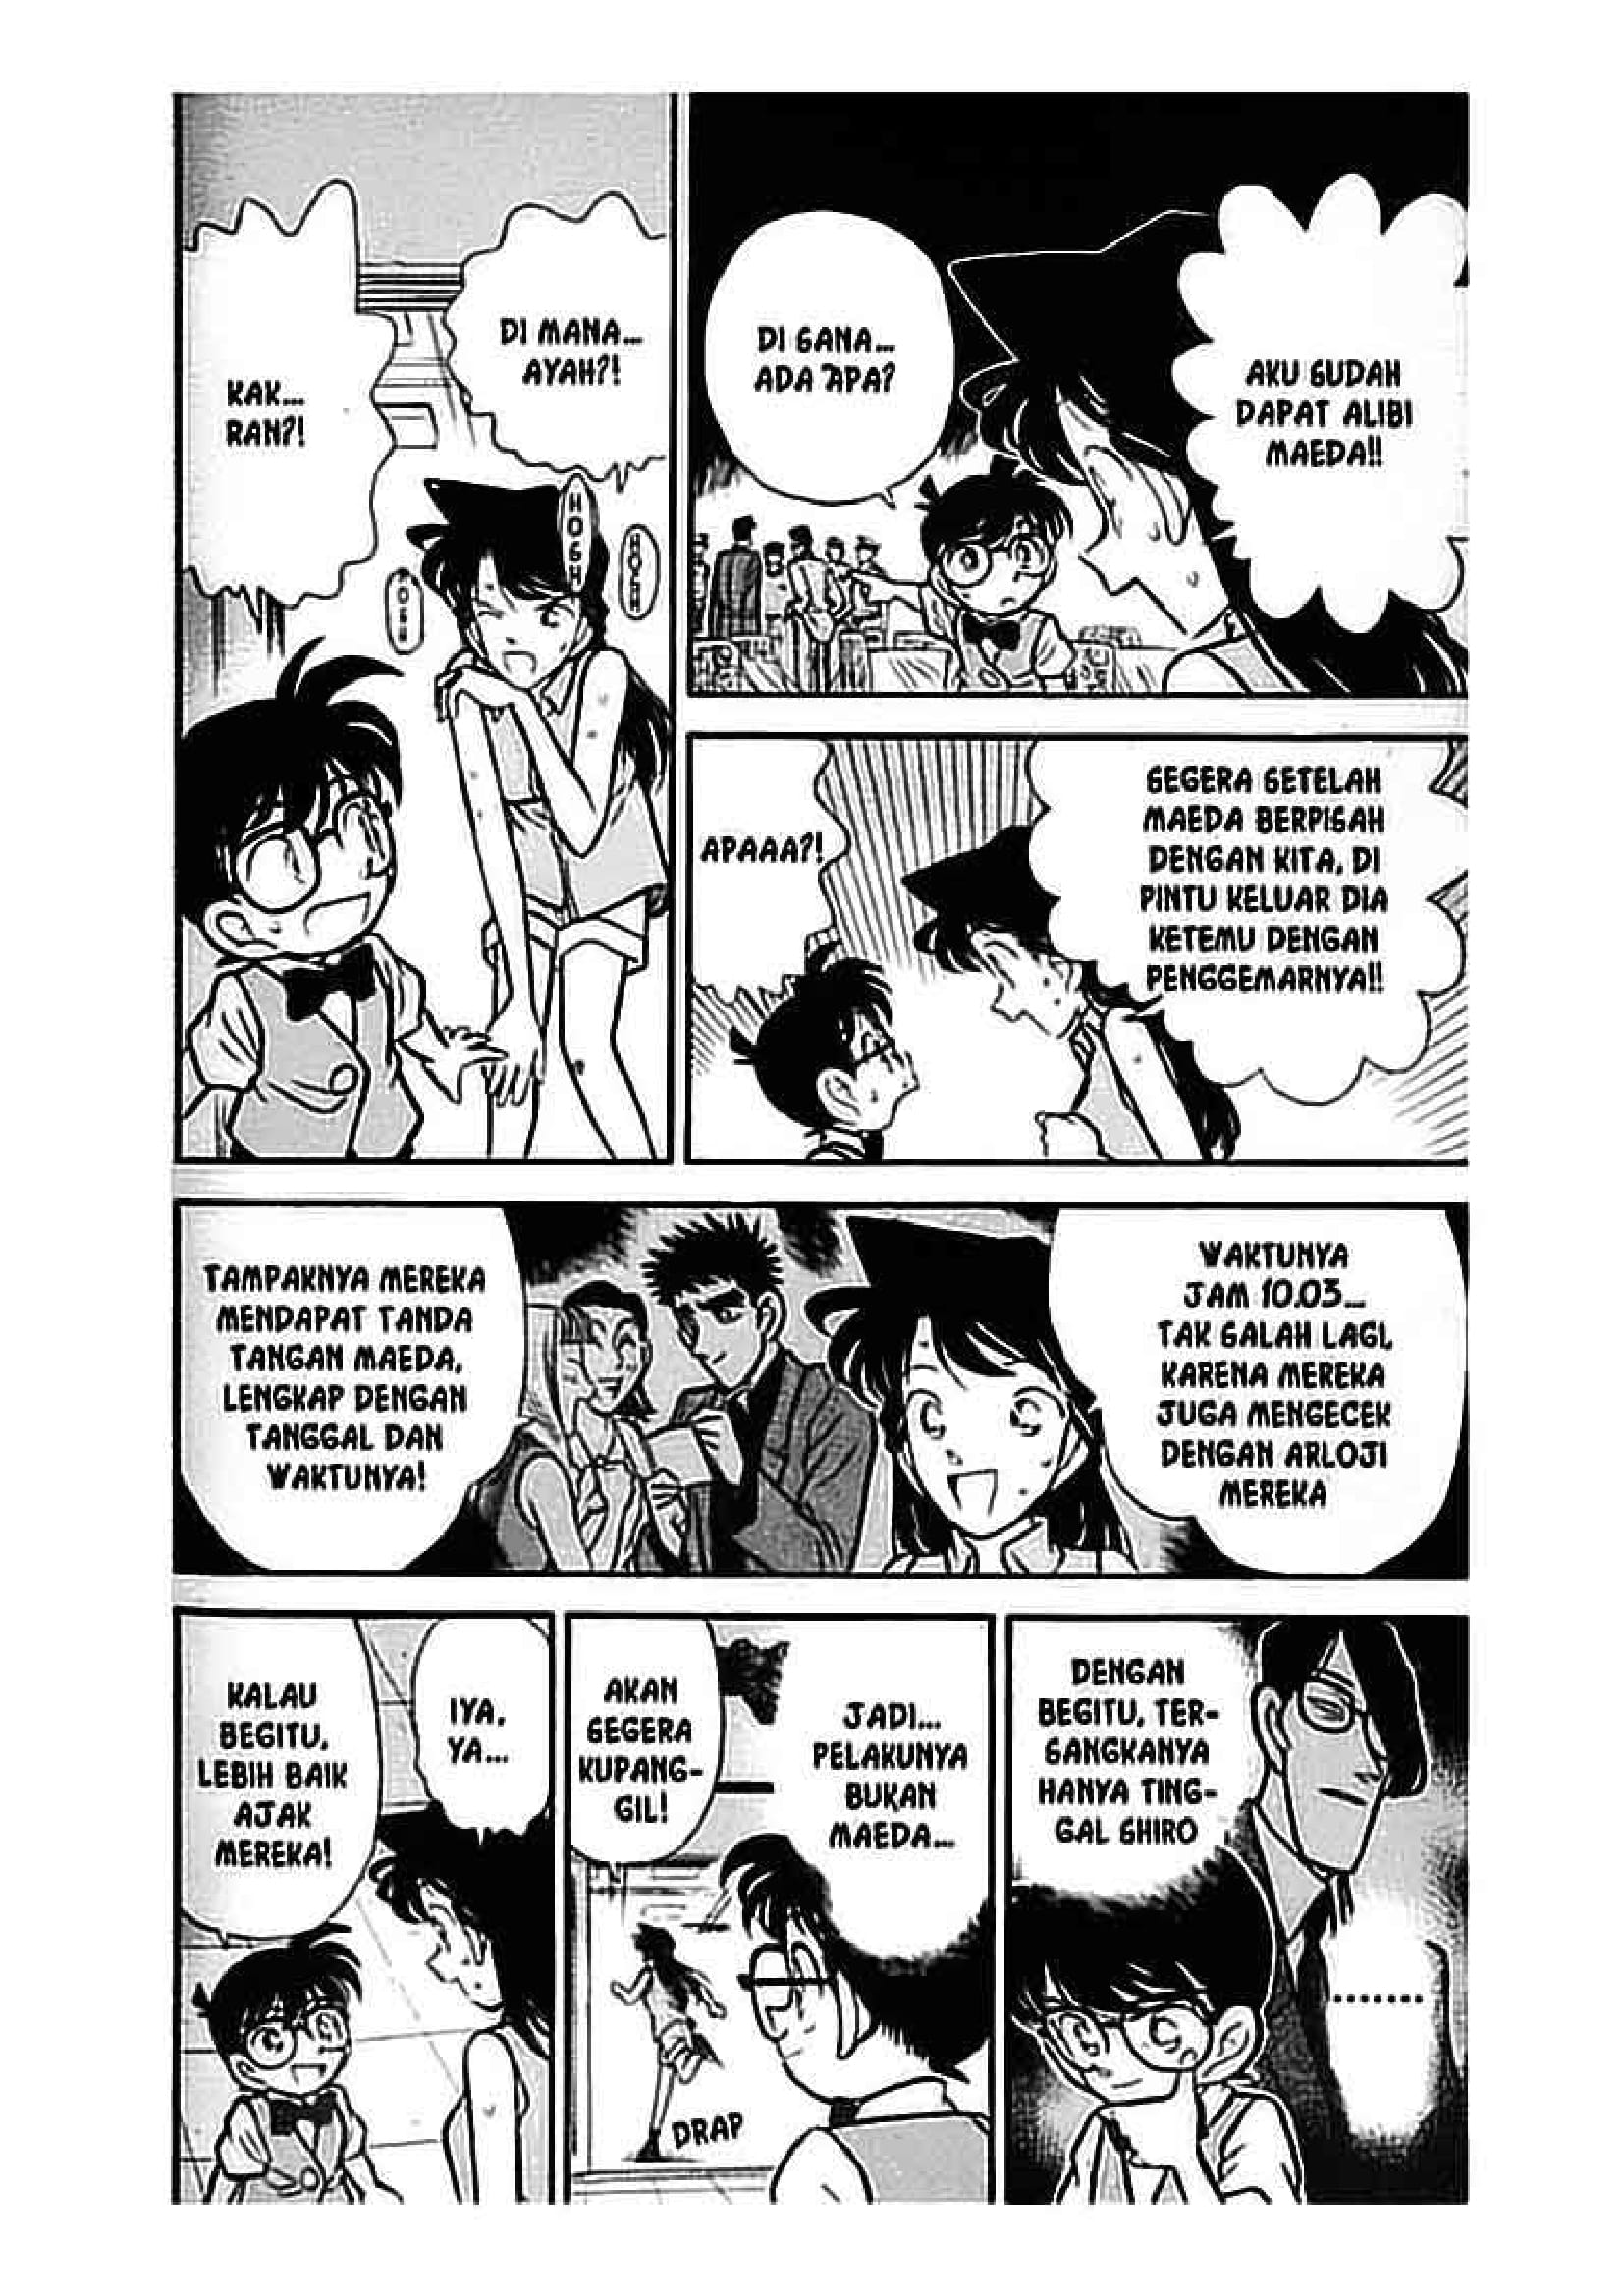 KAK...
RAN?!
DI MANA...
AYAH?!
HOSH
HOSH
HOSH
DI SANA...
ADA APA?
AKU SUDAH
DAPAT ALIBI
MAEDA!!
APAAA?!
SEGERA SETELAH
MAEDA BERPISAH
DENGAN KITA, DI
PINTU KELUAR DIA
KETEMU DENGAN
PENGGEMARNYA!!
TAMPAKNYA MEREKA
MENDAPAT TANDA
TANGAN MAEDA,
LENGKAP DENGAN
TANGGAL DAN
WAKTUNYA!
WAKTUNYA
JAM 10.03...
TAK SALAH LAGI,
KARENA MEREKA
JUGA MENGECEK
DENGAN ARLOJI
MEREKA
KALAU
BEGITU,
LEBIH BAIK
AJAK
MEREKA!
IYA,
YA...
AKAN
SEGERA
KUPANG-
GIL!
DRAP
JADI...
PELAKUNYA
BUKAN
MAEDA...
DENGAN
BEGITU, TER-
SANGKANYA
HANYA TING-
GAL SHIRO
.......